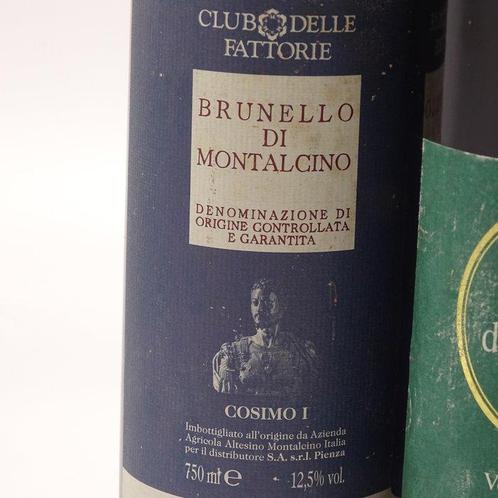 CLUB DELLE
FATTORIE
BRUNELLO
DI
MONTALCINO
DENOMINAZIONE DI
ORIGINE CONTROLLATA
E GARANTITA
COSIMO I
Imbottigliato all'origine da Azienda
Agricola Altesino Montalcino Italia
per il distributore S.A. s.r.l. Pienza
750 ml e 12,5% vol.
d
v